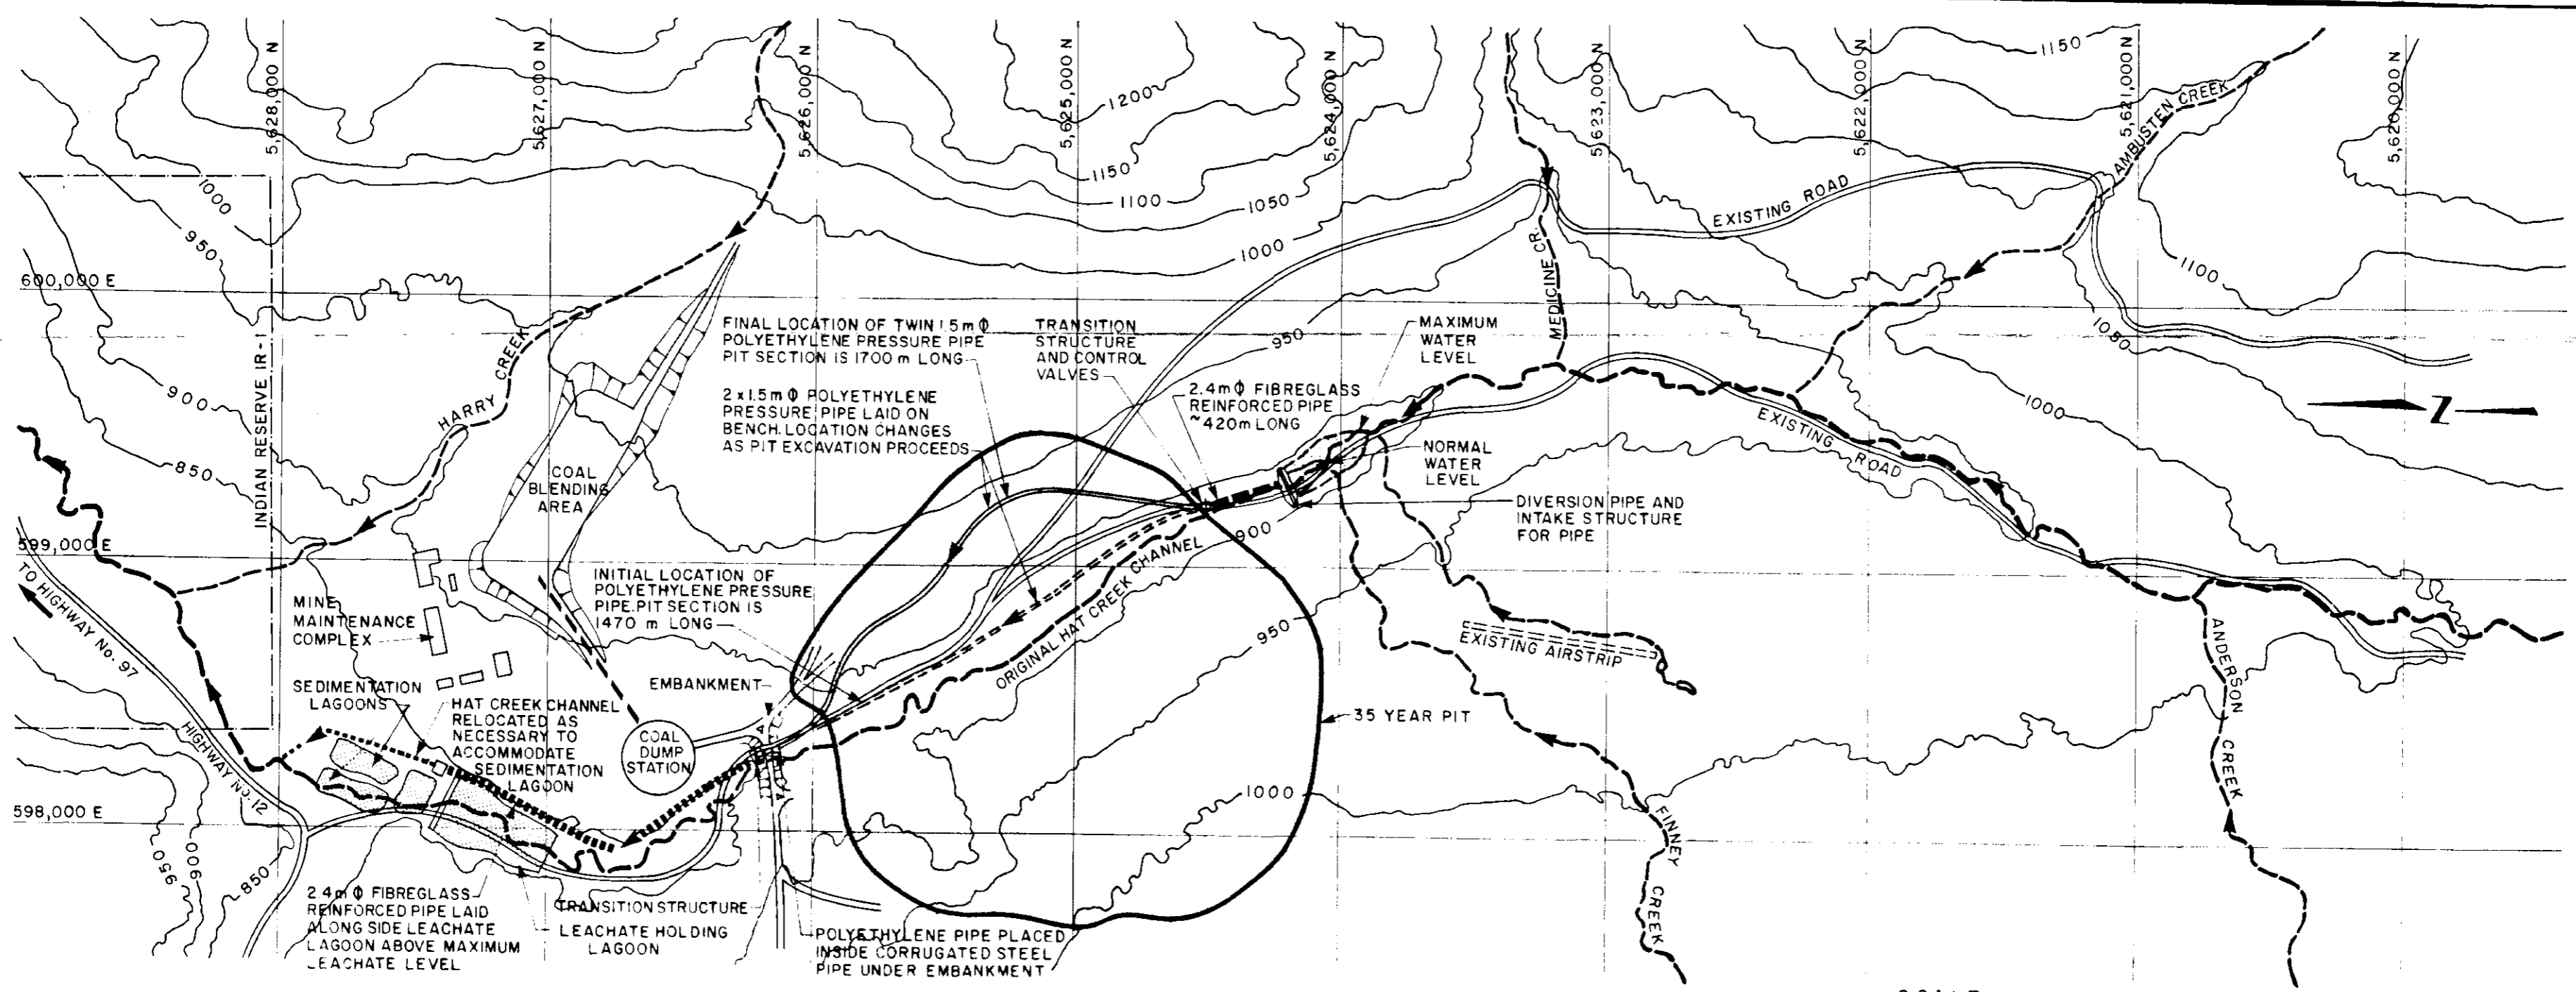 5,628,000 N
5,627,000 N
5,626,000 N
5,625,000 N
5,624,000 N
5,623,000 N
5,622,000 N
5,621,000 N
5,620,000 N
1150
1200
1150
1100
1050
1000
1000
950
900
850
AMBUSTEN CREEK
EXISTING ROAD
MEDICINE CR.
1100
1050
1000
950
600,000 E
599,000 E
598,000 E
INDIAN RESERVE IR-1
HARRY CREEK
FINAL LOCATION OF TWIN 1.5m Φ
POLYETHYLENE PRESSURE PIPE
PIT SECTION IS 1700 m LONG
2 x 1.5m Φ POLYETHYLENE
PRESSURE PIPE LAID ON
BENCH. LOCATION CHANGES
AS PIT EXCAVATION PROCEEDS
TRANSITION
STRUCTURE
AND CONTROL
VALVES
MAXIMUM
WATER
LEVEL
2.4m Φ FIBREGLASS
REINFORCED PIPE
~420m LONG
NORMAL
WATER
LEVEL
DIVERSION PIPE AND
INTAKE STRUCTURE
FOR PIPE
EXISTING ROAD
N
COAL
BLENDING
AREA
900
ORIGINAL HAT CREEK CHANNEL
INITIAL LOCATION OF
POLYETHYLENE PRESSURE
PIPE. PIT SECTION IS
1470 m LONG
TO HIGHWAY No. 97
MINE
MAINTENANCE
COMPLEX
950
EXISTING AIRSTRIP
ANDERSON CREEK
SEDIMENTATION
LAGOONS
HAT CREEK CHANNEL
RELOCATED AS
NECESSARY TO
ACCOMMODATE
SEDIMENTATION
LAGOON
EMBANKMENT
COAL
DUMP
STATION
35 YEAR PIT
HIGHWAY No. 12
1000
FINNEY CREEK
950
900
850
2.4m Φ FIBREGLASS
REINFORCED PIPE LAID
ALONG SIDE LEACHATE
LAGOON ABOVE MAXIMUM
LEACHATE LEVEL
TRANSITION STRUCTURE
LEACHATE HOLDING
LAGOON
POLYETHYLENE PIPE PLACED
INSIDE CORRUGATED STEEL
PIPE UNDER EMBANKMENT